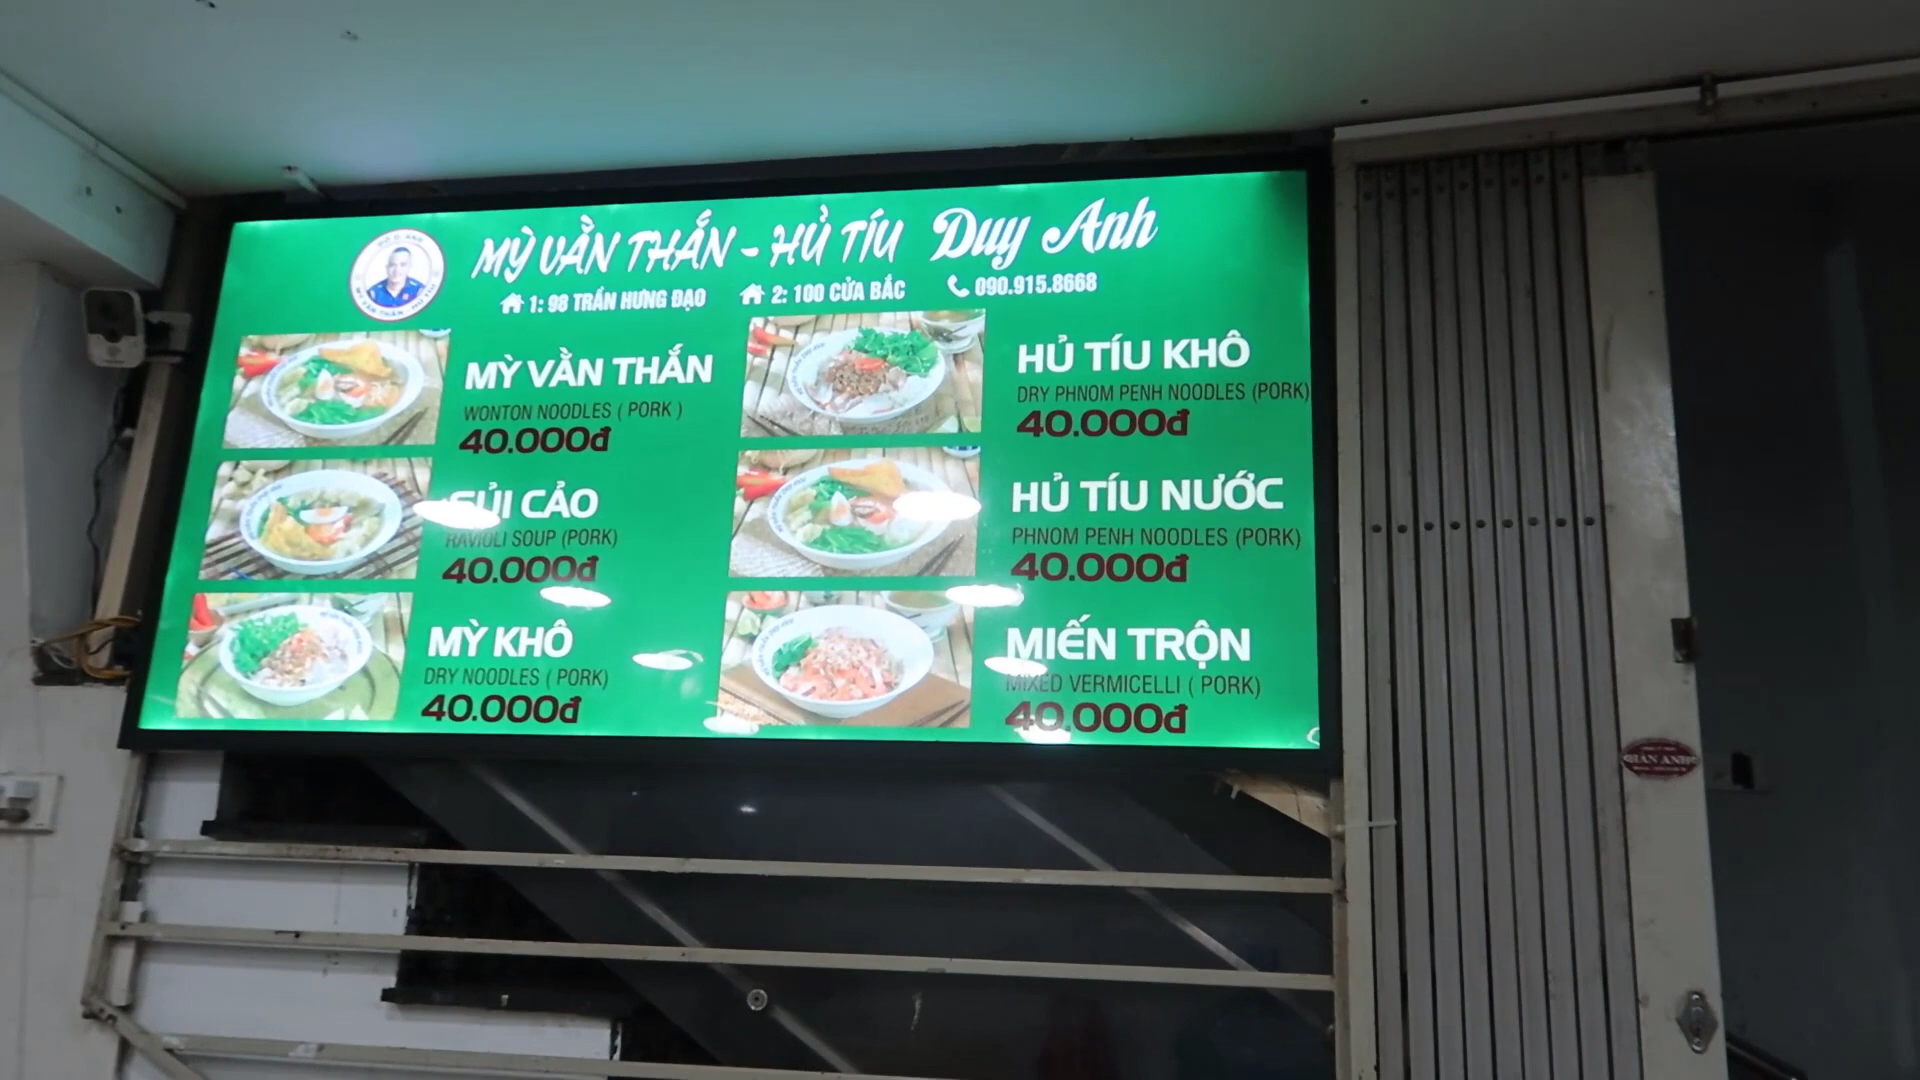 MỲ VẰN THẮN - HỦ TÍU Duy Anh
1: 98 TRẦN HƯNG ĐẠO 2: 100 CỬA BẮC 090.915.8668
MỲ VẰN THẮN
WONTON NOODLES ( PORK )
40.000đ
SỦI CẢO
RAVIOLI SOUP (PORK)
40.000đ
MỲ KHÔ
DRY NOODLES ( PORK)
40.000đ
HỦ TÍU KHÔ
DRY PHNOM PENH NOODLES (PORK)
40.000đ
HỦ TÍU NƯỚC
PHNOM PENH NOODLES (PORK)
40.000đ
MIẾN TRỘN
MIXED VERMICELLI ( PORK)
40.000đ